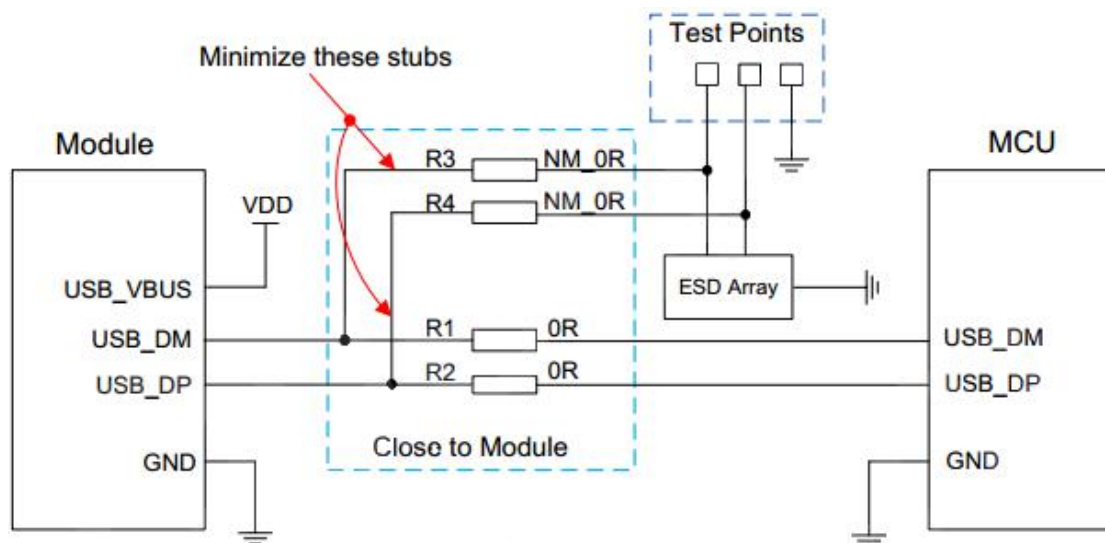 Test Points
Minimize these stubs
Module
MCU
R3
NM_0R
R4
NM_0R
VDD
ESD Array
USB_VBUS
USB_DM
R1
0R
USB_DM
USB_DP
R2
0R
USB_DP
Close to Module
GND
GND